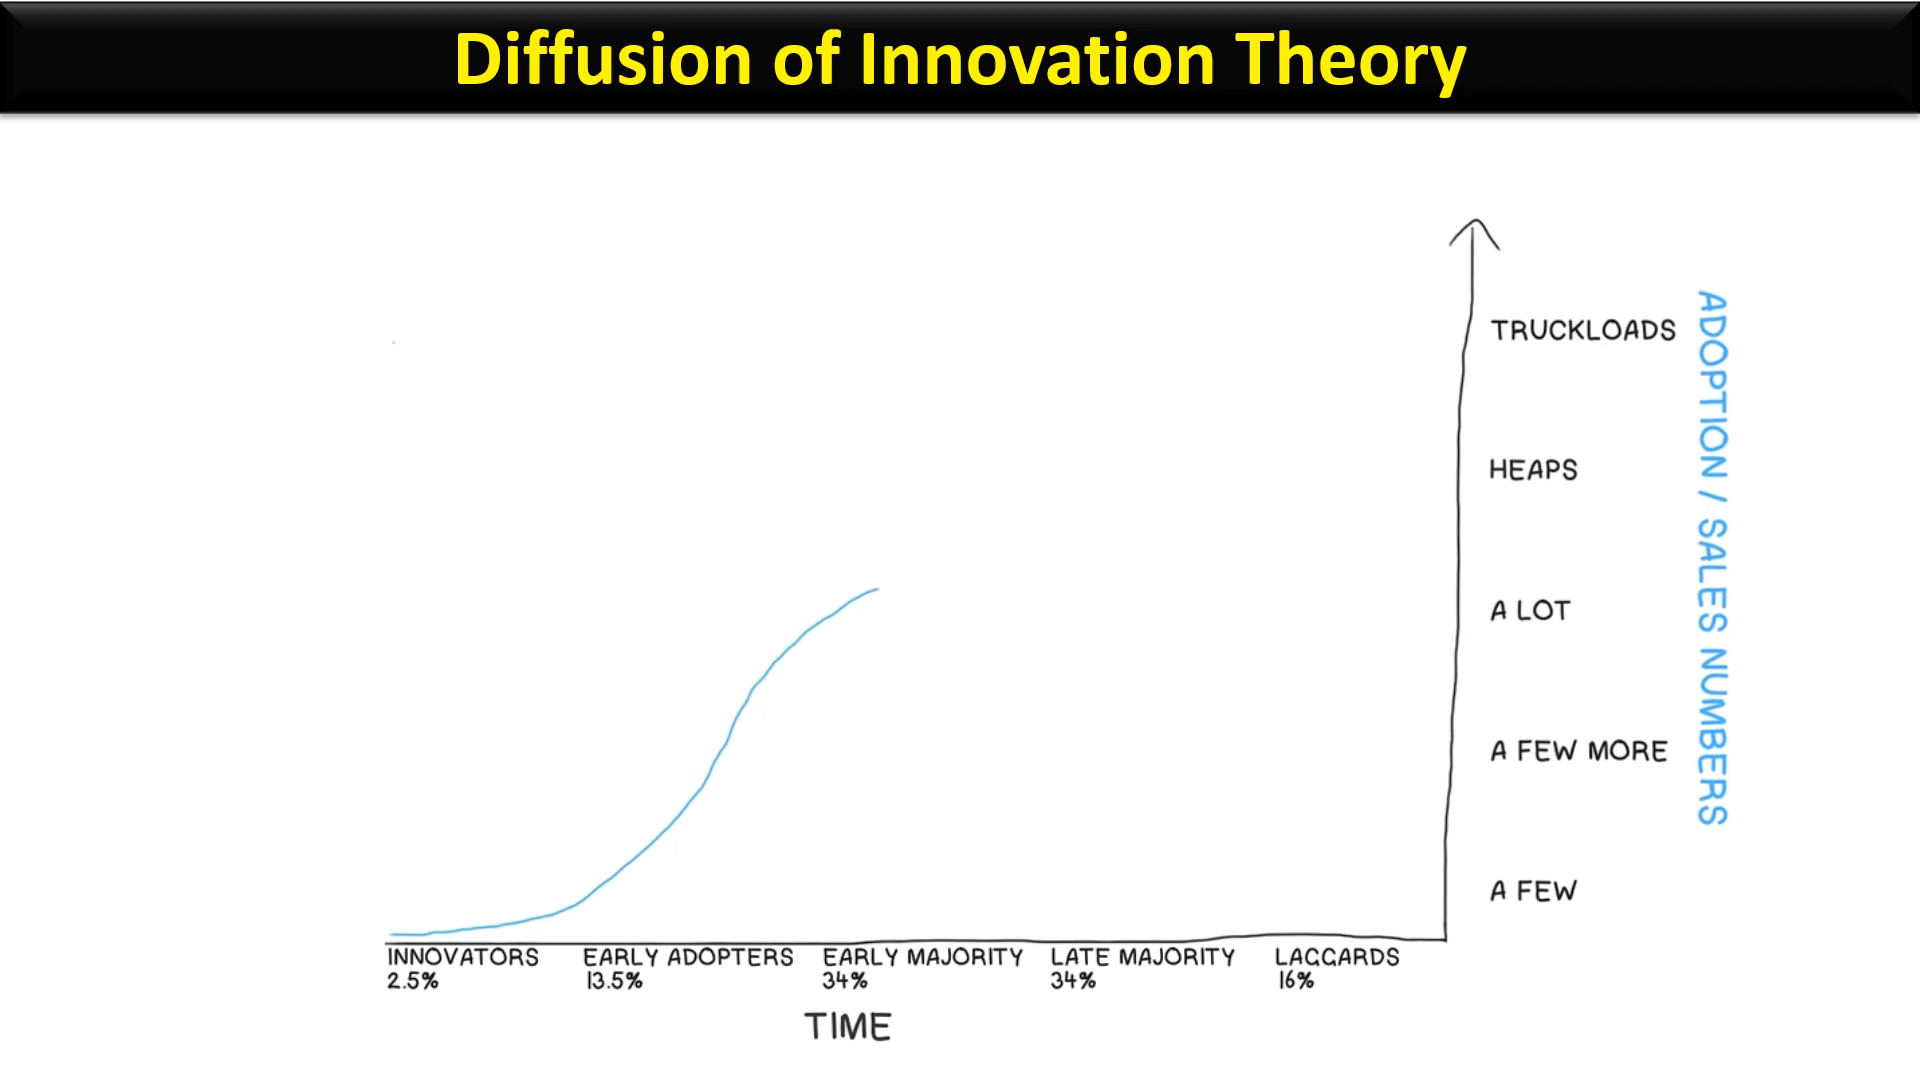 Diffusion of Innovation Theory
TRUCKLOADS
HEAPS
A LOT
A FEW MORE
A FEW
ADOPTION / SALES NUMBERS
INNOVATORS
2.5%
EARLY ADOPTERS
13.5%
EARLY MAJORITY
34%
LATE MAJORITY
34%
LAGGARDS
16%
TIME